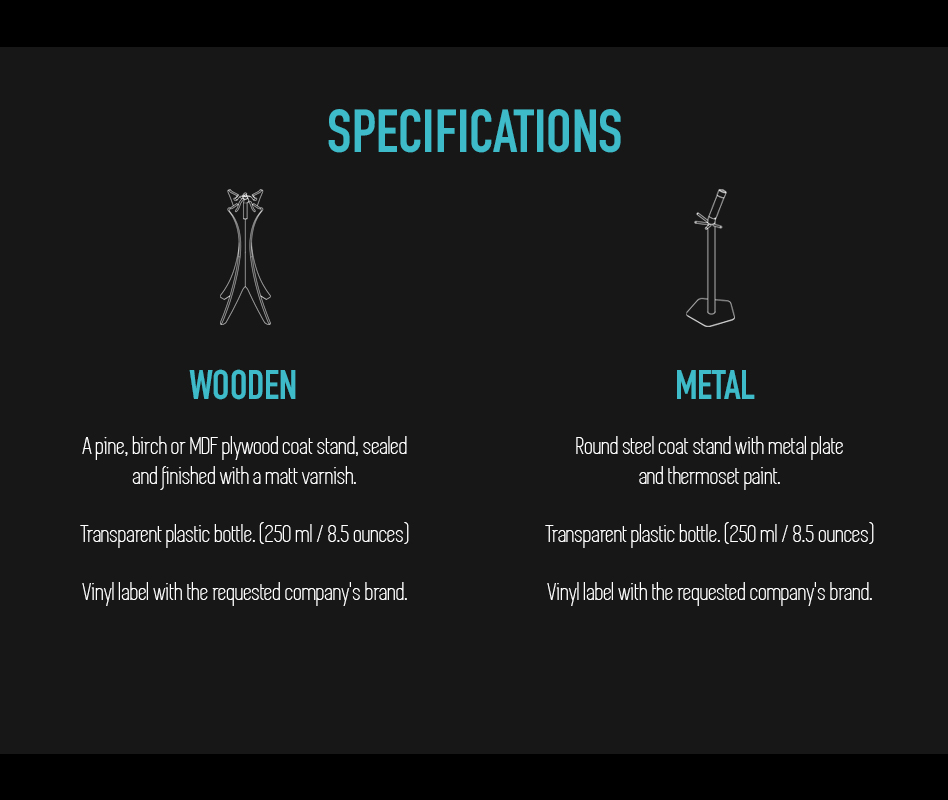 SPECIFICATIONS
WOODEN
A pine, birch or MDF plywood coat stand, sealed
and finished with a matt varnish.
Transparent plastic bottle. (250 ml / 8.5 ounces)
Vinyl label with the requested company's brand.
METAL
Round steel coat stand with metal plate
and thermoset paint.
Transparent plastic bottle. (250 ml / 8.5 ounces)
Vinyl label with the requested company's brand.